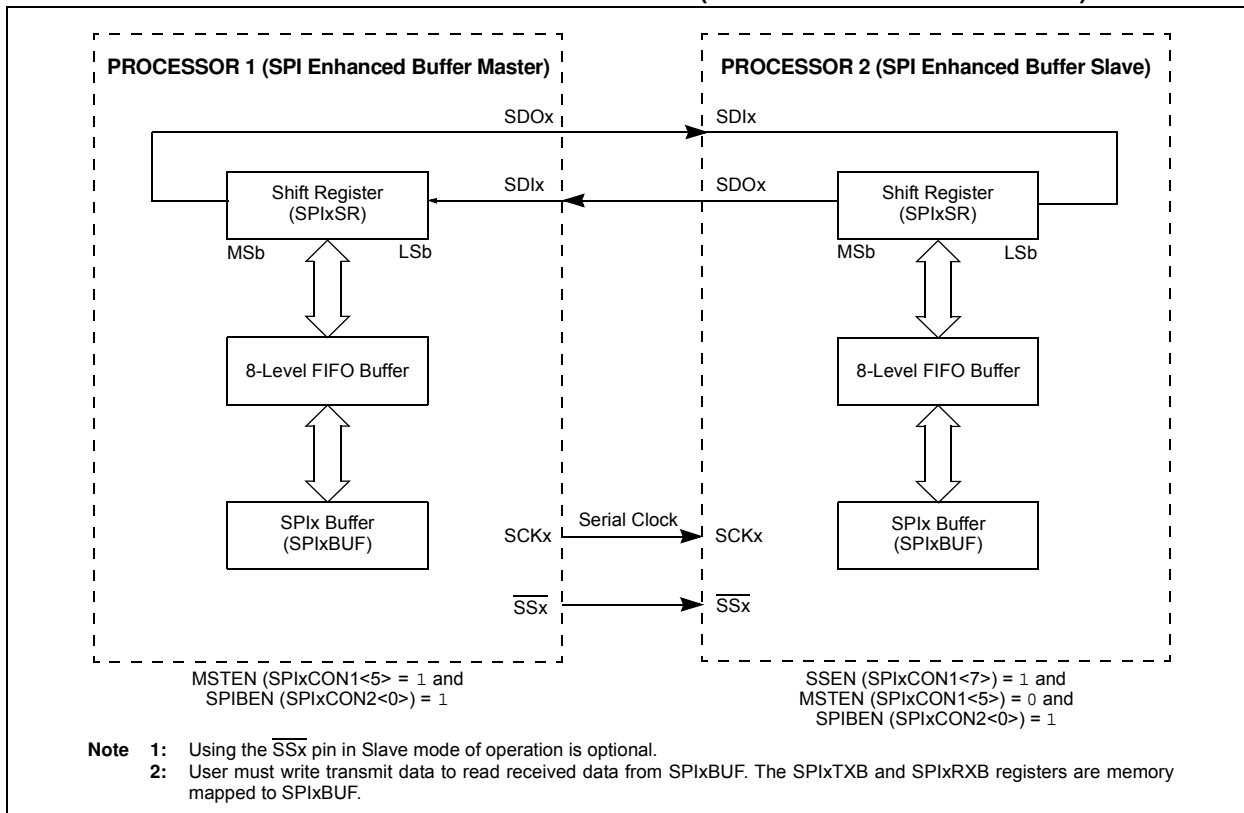 PROCESSOR 1 (SPI Enhanced Buffer Master)
PROCESSOR 2 (SPI Enhanced Buffer Slave)
SDOx
SDIx
SDIx
SDOx
Shift Register
(SPIxSR)
Shift Register
(SPIxSR)
MSb
LSb
MSb
LSb
8-Level FIFO Buffer
8-Level FIFO Buffer
SPIx Buffer
(SPIxBUF)
SCKx
Serial Clock
SCKx
SPIx Buffer
(SPIxBUF)
SSx
SSx
MSTEN (SPIxCON1<5> = 1 and
SPIBEN (SPIxCON2<0>) = 1
SSEN (SPIxCON1<7>) = 1 and
MSTEN (SPIxCON1<5>) = 0 and
SPIBEN (SPIxCON2<0>) = 1
Note 1: Using the SSx pin in Slave mode of operation is optional.
2: User must write transmit data to read received data from SPIxBUF. The SPIxTXB and SPIxRXB registers are memory
mapped to SPIxBUF.